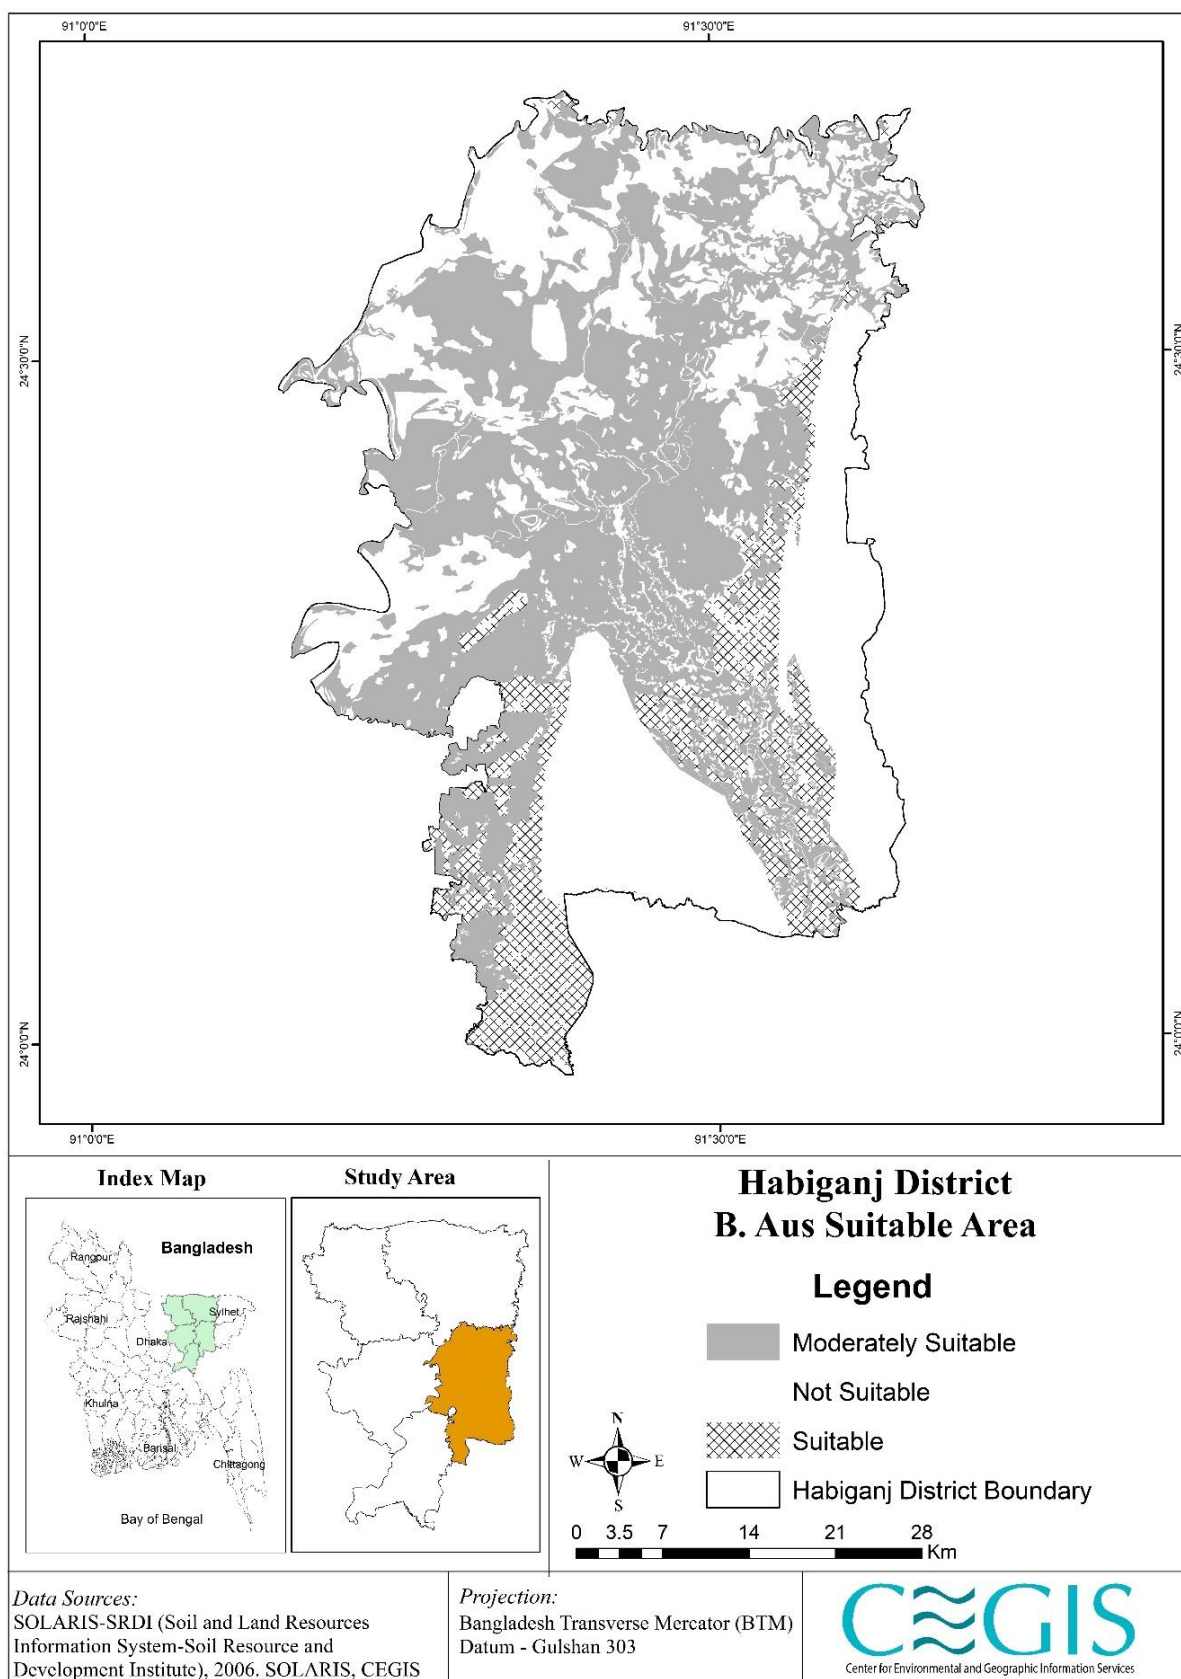 91°0'0"E
91°30'0"E
24°30'0"N
24°30'0"N
24°0'0"N
24°0'0"N
91°0'0"E
91°30'0"E
Index Map
Study Area
Bangladesh
Rangpur
Rajshahi
Sylhet
Dhaka
Khulna
Barisal
Chittagong
Bay of Bengal
Habiganj District
B. Aus Suitable Area
Legend
Moderately Suitable
Not Suitable
Suitable
Habiganj District Boundary
N
W
E
S
0 3.5 7 14 21 28
Km
Data Sources:
SOLARIS-SRDI (Soil and Land Resources
Information System-Soil Resource and
Development Institute), 2006. SOLARIS, CEGIS
Projection:
Bangladesh Transverse Mercator (BTM)
Datum - Gulshan 303
CEGIS
Center for Environmental and Geographic Information Services